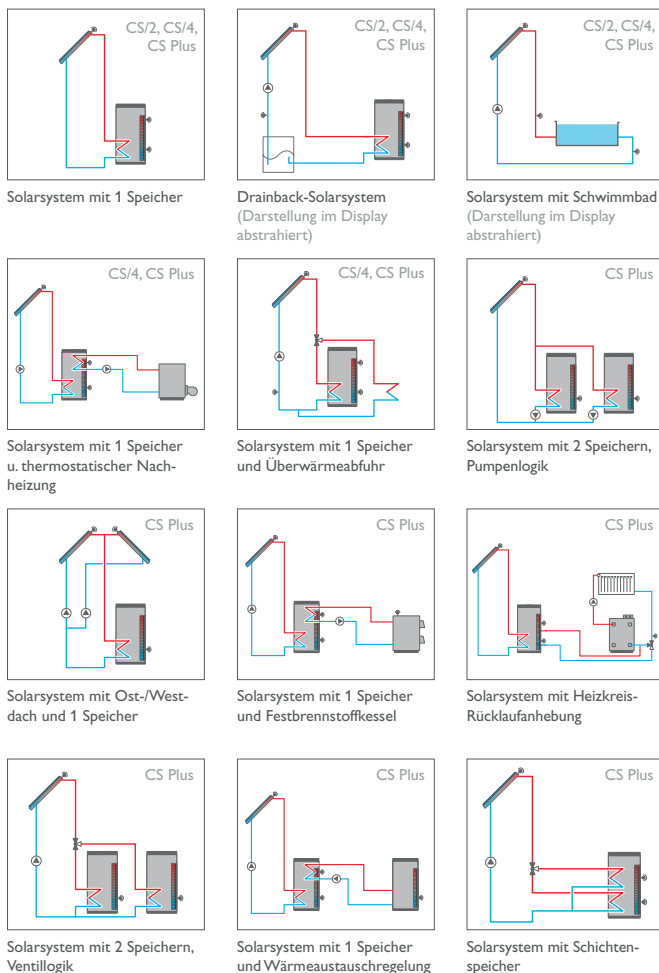 CS/2, CS/4,
CS Plus
Solarsystem mit 1 Speicher
CS/2, CS/4,
CS Plus
Drainback-Solarsystem
(Darstellung im Display
abstrahiert)
CS/2, CS/4,
CS Plus
Solarsystem mit Schwimmbad
(Darstellung im Display
abstrahiert)
CS/4, CS Plus
Solarsystem mit 1 Speicher
u. thermostatischer Nach-
heizung
CS/4, CS Plus
Solarsystem mit 1 Speicher
und Überwärmeabfuhr
CS Plus
Solarsystem mit 2 Speichern,
Pumpenlogik
CS Plus
Solarsystem mit Ost-/West-
dach und 1 Speicher
CS Plus
Solarsystem mit 1 Speicher
und Festbrennstoffkessel
CS Plus
Solarsystem mit Heizkreis-
Rücklaufanhebung
CS Plus
Solarsystem mit 2 Speichern,
Ventillogik
CS Plus
Solarsystem mit 1 Speicher
und Wärmeaustauschregelung
CS Plus
Solarsystem mit Schichten-
speicher